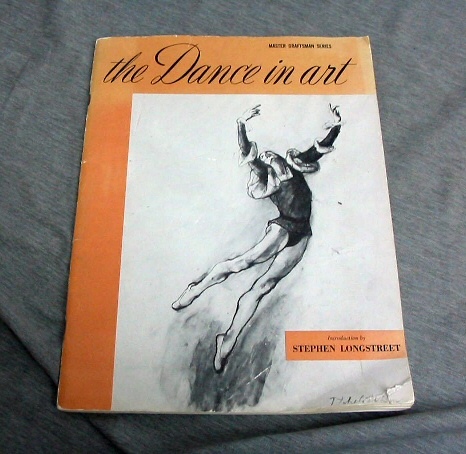 MASTER DRAFTSMAN SERIES
the Dance in art
Introduction by
STEPHEN LONGSTREET